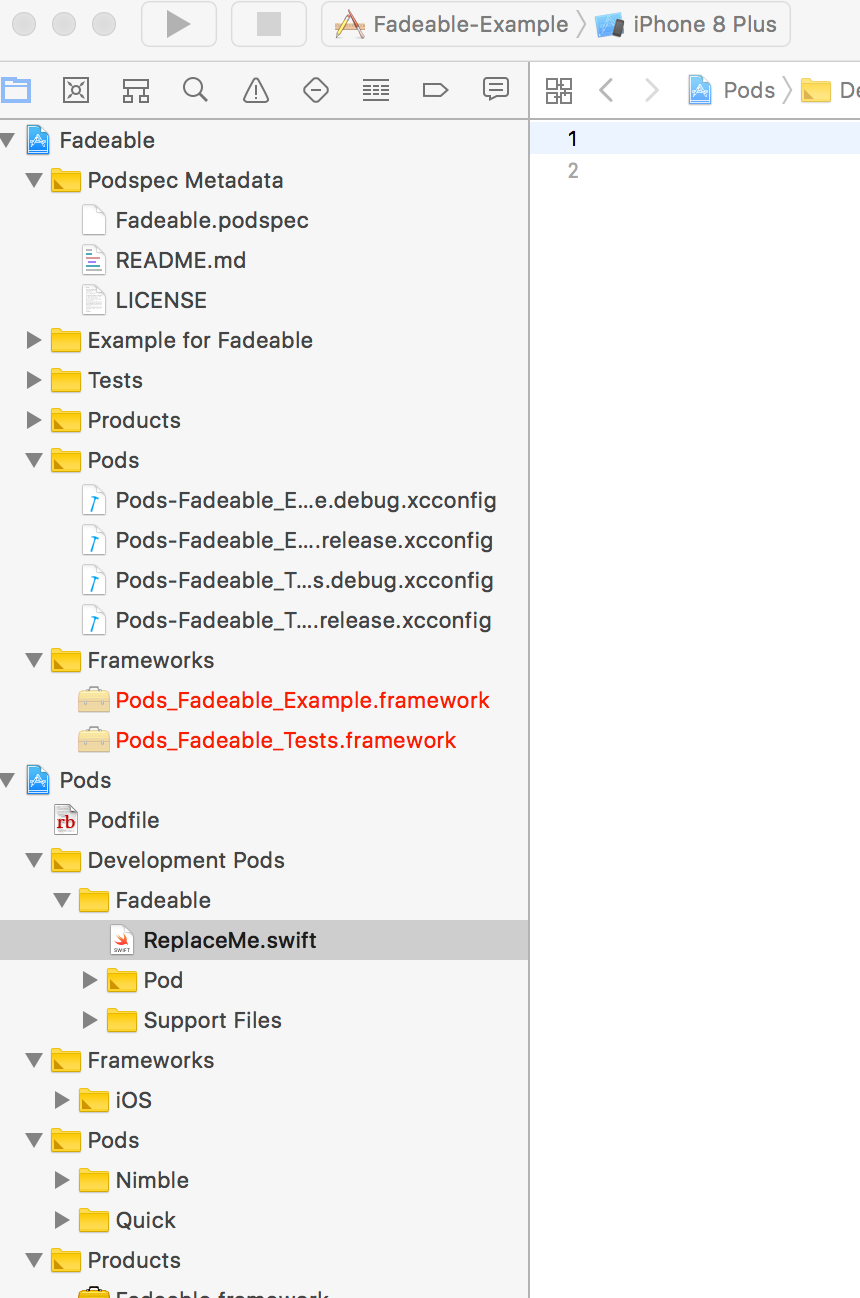 Fadeable-Example 〉 iPhone 8 Plus
Pods 〉 De
Fadeable
Podspec Metadata
Fadeable.podspec
README.md
LICENSE
Example for Fadeable
Tests
Products
Pods
Pods-Fadeable_E...e.debug.xcconfig
Pods-Fadeable_E....release.xcconfig
Pods-Fadeable_T...s.debug.xcconfig
Pods-Fadeable_T....release.xcconfig
Frameworks
Pods_Fadeable_Example.framework
Pods_Fadeable_Tests.framework
Pods
rb Podfile
Development Pods
Fadeable
SWIFT ReplaceMe.swift
Pod
Support Files
Frameworks
iOS
Pods
Nimble
Quick
Products
Fadeable.framework
1
2